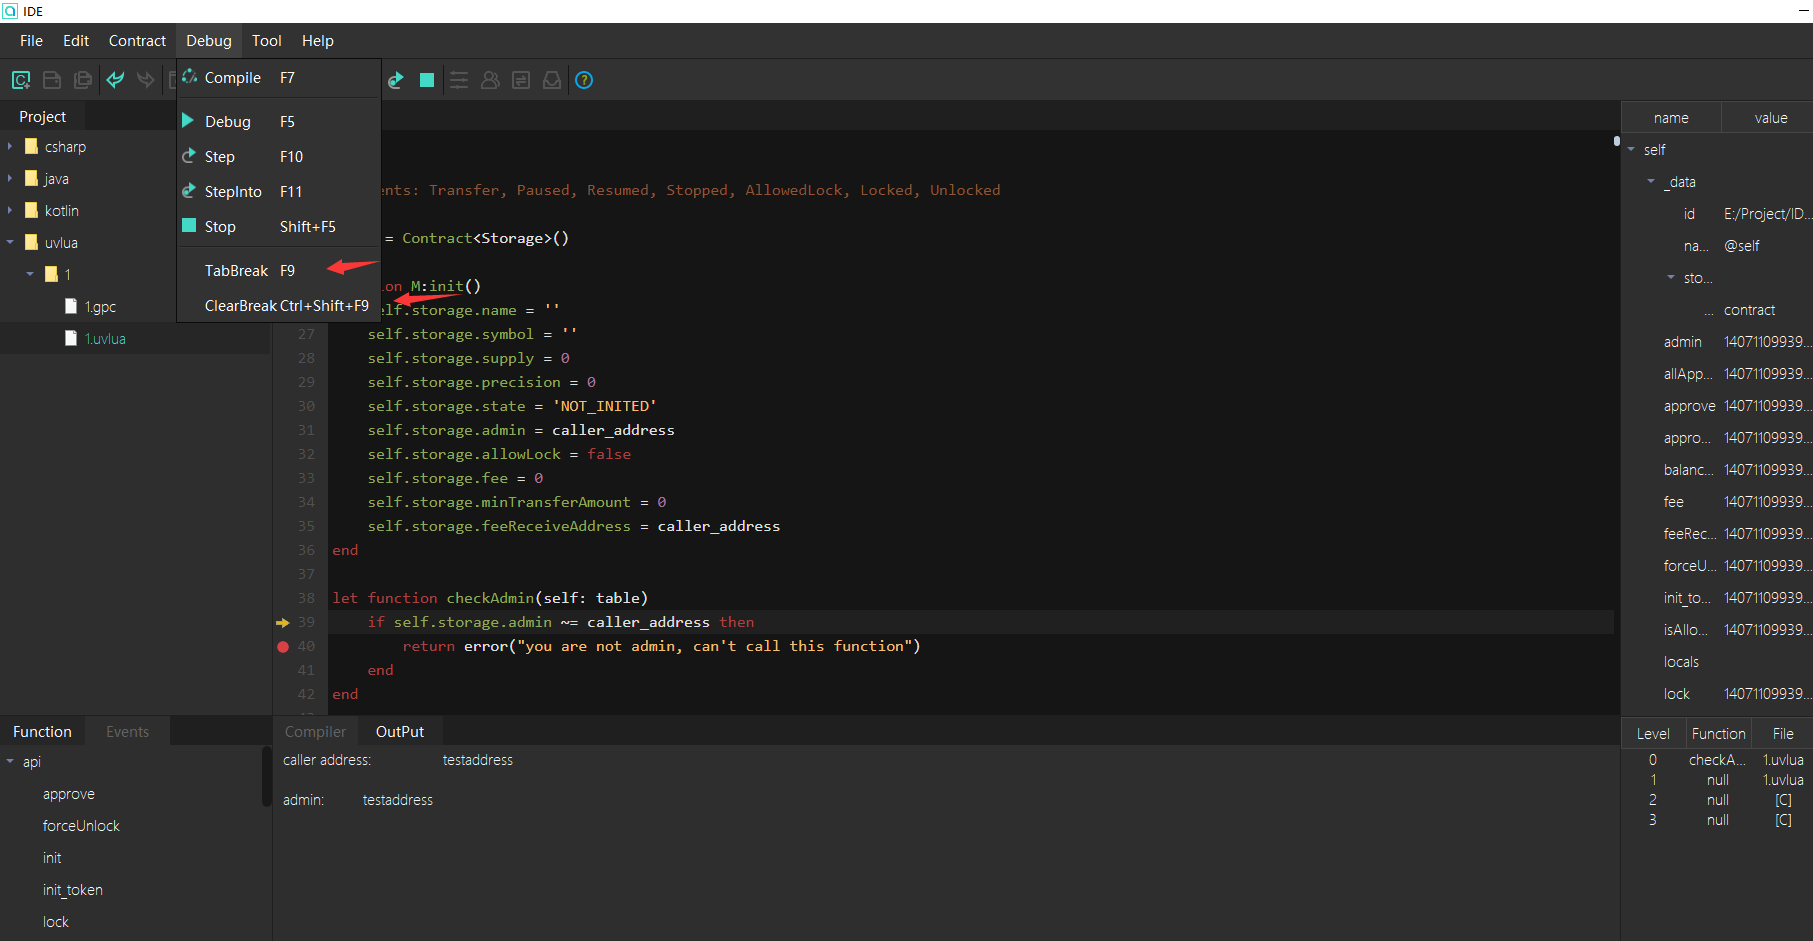 IDE
File Edit Contract Debug Tool Help
Compile F7
Debug F5
Step F10
StepInto F11
Stop Shift+F5
TabBreak F9
ClearBreak Ctrl+Shift+F9
Project
csharp
java
kotlin
uvlua
1
1.gpc
1.uvlua
ents: Transfer, Paused, Resumed, Stopped, AllowedLock, Locked, Unlocked
= Contract<Storage>()
on M:init()
elf.storage.name = ''
27 self.storage.symbol = ''
28 self.storage.supply = 0
29 self.storage.precision = 0
30 self.storage.state = 'NOT_INITED'
31 self.storage.admin = caller_address
32 self.storage.allowLock = false
33 self.storage.fee = 0
34 self.storage.minTransferAmount = 0
35 self.storage.feeReceiveAddress = caller_address
36 end
37
38 let function checkAdmin(self: table)
39 if self.storage.admin ~= caller_address then
40 return error("you are not admin, can't call this function")
41 end
42 end
name value
self
_data
id E:/Project/ID...
na... @self
sto...
... contract
admin 14071109939...
allApp... 14071109939...
approve 14071109939...
appro... 14071109939...
balanc... 14071109939...
fee 14071109939...
feeRec... 14071109939...
forceU... 14071109939...
init_to... 14071109939...
isAllo... 14071109939...
locals
lock 14071109939...
Function Events
api
approve
forceUnlock
init
init_token
lock
Compiler OutPut
caller address: testaddress
admin: testaddress
Level Function File
0 checkA... 1.uvlua
1 null 1.uvlua
2 null [C]
3 null [C]